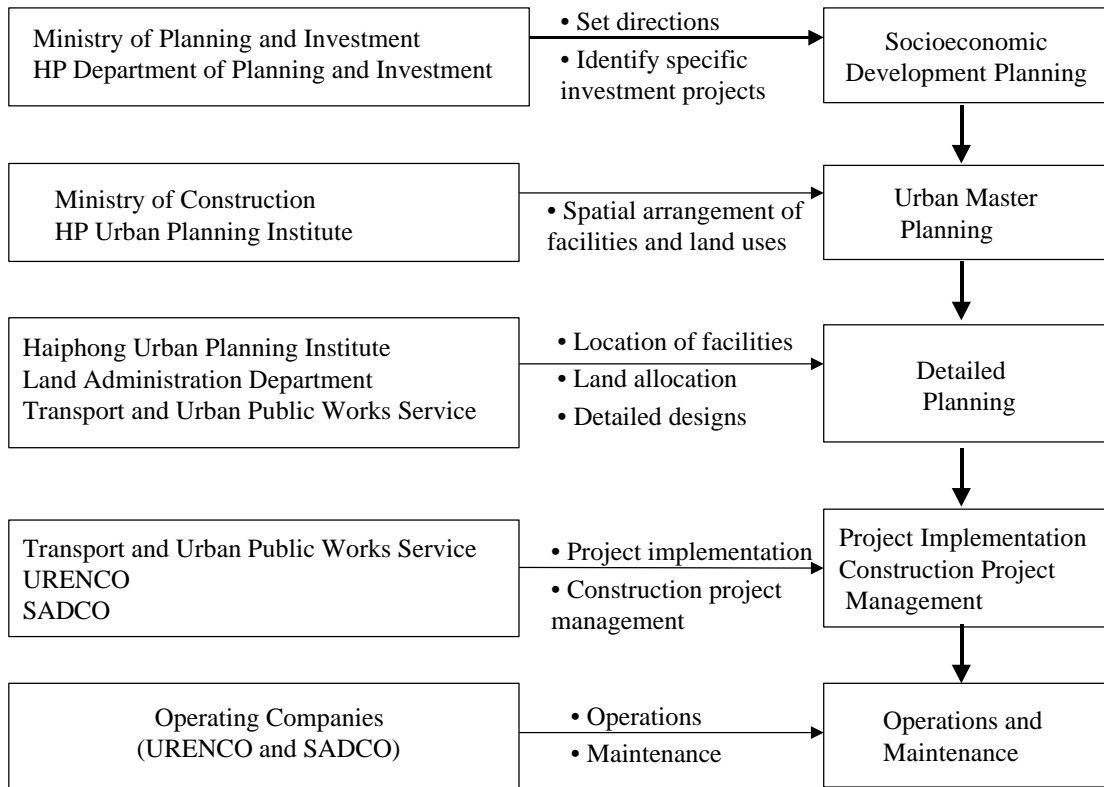 Ministry of Planning and Investment
HP Department of Planning and Investment
• Set directions
• Identify specific
investment projects
Socioeconomic
Development Planning
Ministry of Construction
HP Urban Planning Institute
• Spatial arrangement of
facilities and land uses
Urban Master
Planning
Haiphong Urban Planning Institute
Land Administration Department
Transport and Urban Public Works Service
• Location of facilities
• Land allocation
• Detailed designs
Detailed
Planning
Transport and Urban Public Works Service
URENCO
SADCO
• Project implementation
• Construction project
management
Project Implementation
Construction Project
Management
Operating Companies
(URENCO and SADCO)
• Operations
• Maintenance
Operations and
Maintenance